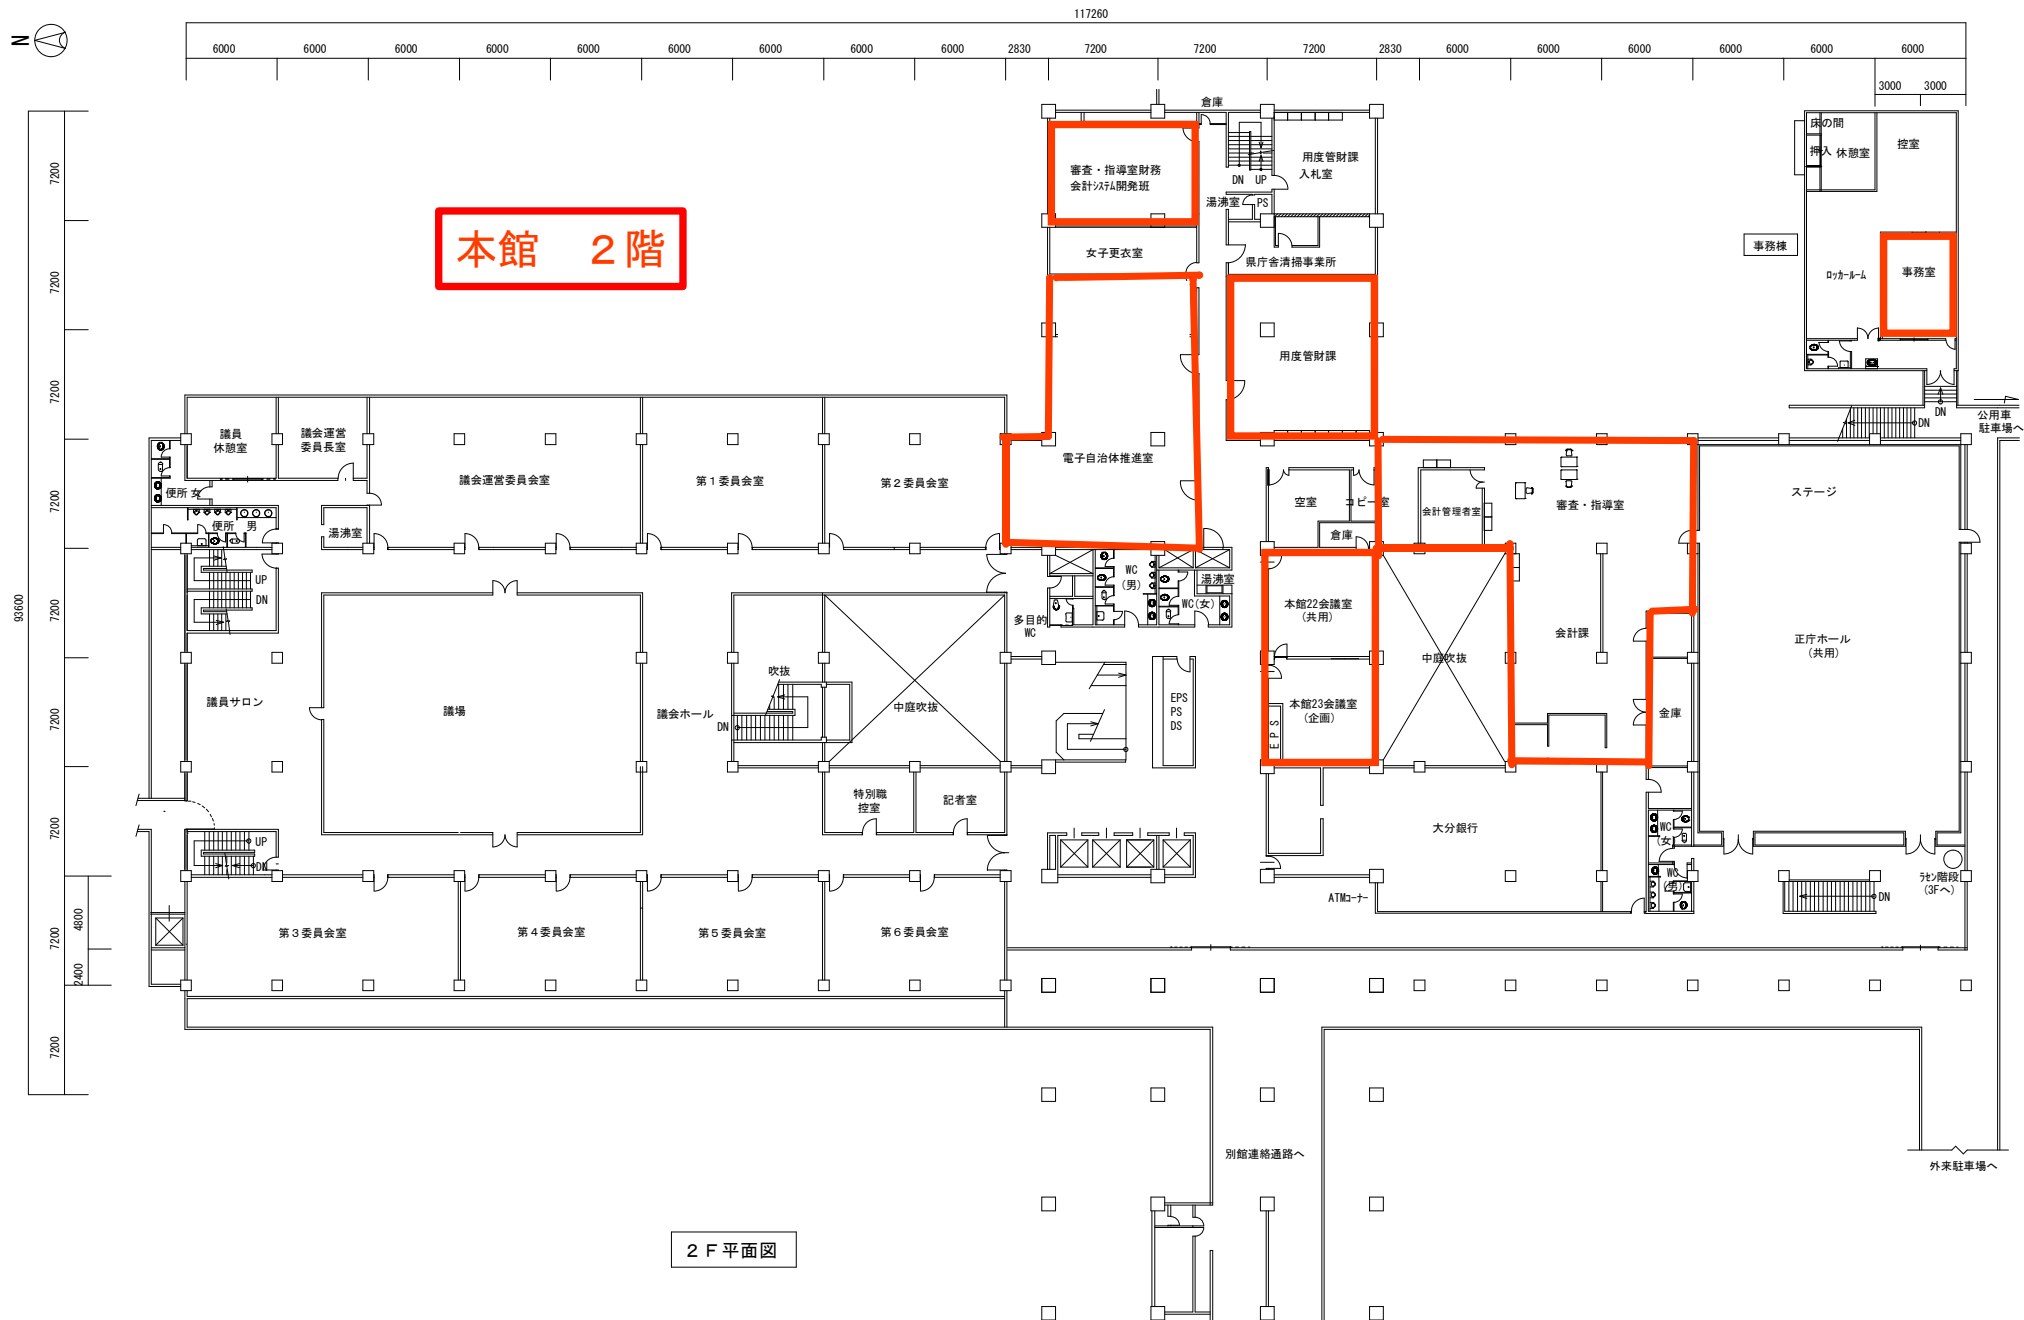 117260
N
6000 6000 6000 6000 6000 6000 6000 6000 6000 2830 7200 7200 7200 2830 6000 6000 6000 6000 6000 6000
3000 3000
93600
7200
7200
7200
7200
7200
7200
7200
7200
7200
4800
2400
本館 2階
倉庫
審査・指導室財務
会計システム開発班
DN UP
用度管財課
入札室
湯沸室
PS
女子更衣室
県庁舎清掃事業所
床の間
押入
休憩室
控室
事務棟
ロッカールーム
事務室
用度管財課
DN
DN
公用車
駐車場へ
議員
休憩室
議会運営
委員長室
議会運営委員会室
第1委員会室
第2委員会室
電子自治体推進室
空室
コピー室
倉庫
会計管理者室
審査・指導室
ステージ
便所 女
便所 男
湯沸室
UP
DN
WC
(男)
WC(女)
湯沸室
多目的
WC
本館22会議室
(共用)
中庭吹抜
会計課
正庁ホール
(共用)
議員サロン
議場
議会ホール
吹抜
DN
中庭吹抜
EPS
PS
DS
本館23会議室
(企画)
EPS
金庫
特別職
控室
記者室
大分銀行
UP
DN
WC
(女)
WC
(男)
ラセン階段
(3Fへ)
DN
ATMコーナー
第3委員会室
第4委員会室
第5委員会室
第6委員会室
別館連絡通路へ
外来駐車場へ
2F平面図